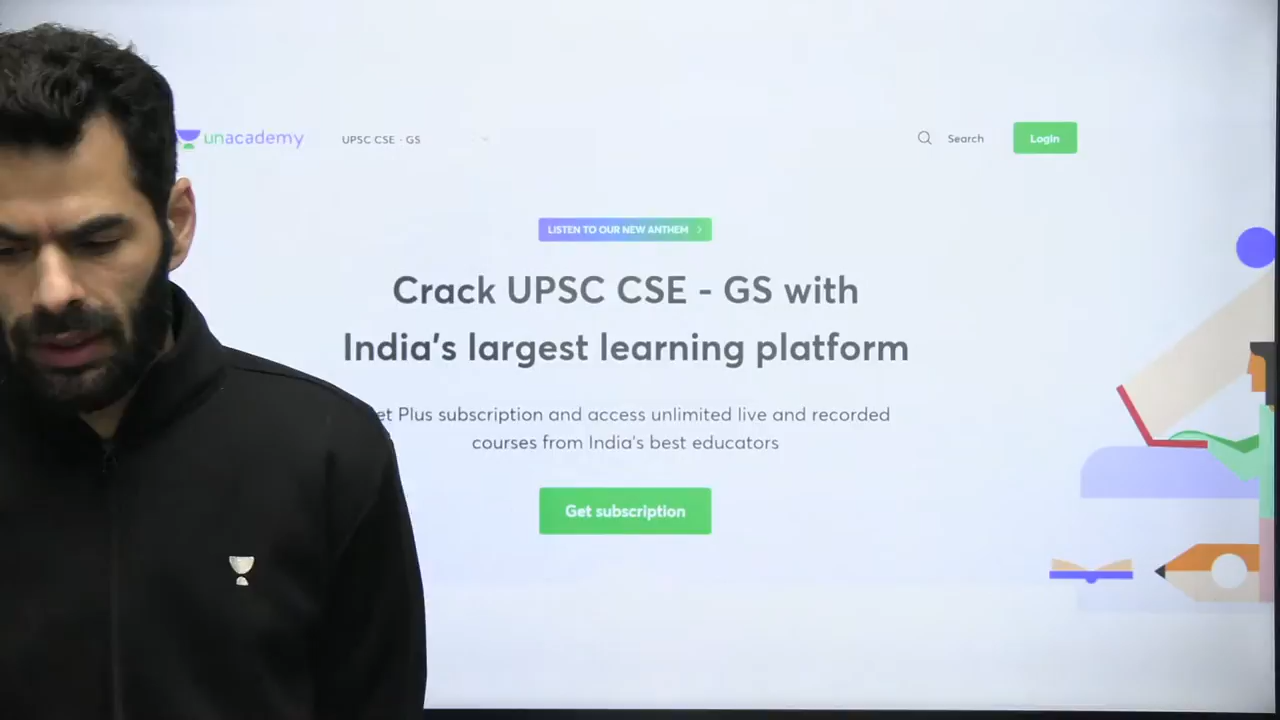 unacademy
UPSC CSE - GS
Search
Login
LISTEN TO OUR NEW ANTHEM
Crack UPSC CSE - GS with
India's largest learning platform
Plus subscription and access unlimited live and recorded
courses from India's best educators
Get subscription